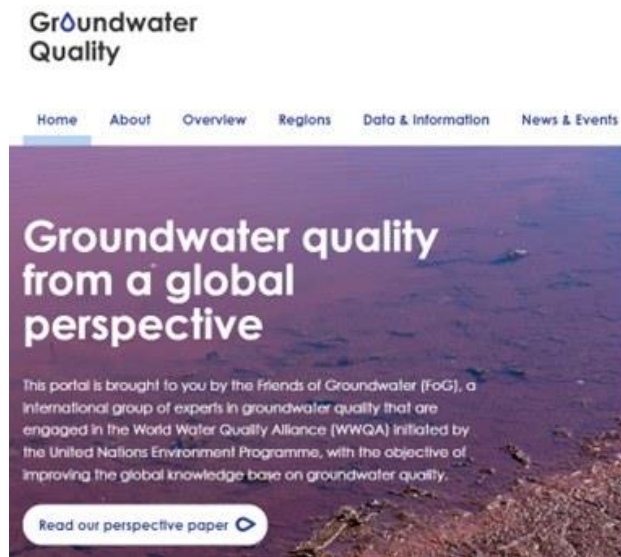 Groundwater
Quality
Home About Overview Regions Data & Information News & Events
Groundwater quality
from a global
perspective
This portal is brought to you by the Friends of Groundwater (FoG), a
international group of experts in groundwater quality that are
engaged in the World Water Quality Alliance (WWQA) initiated by
the United Nations Environment Programme, with the objective of
improving the global knowledge base on groundwater quality.
Read our perspective paper